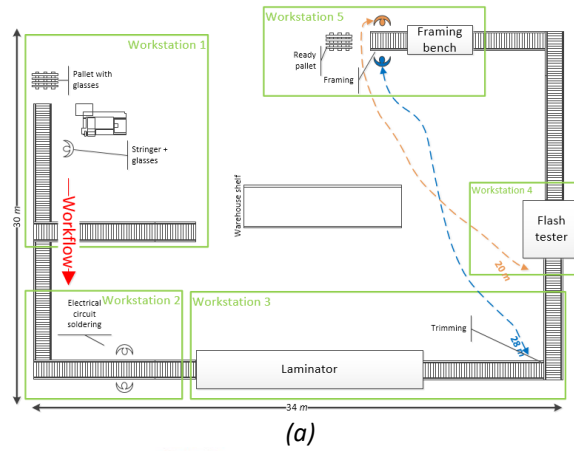 Workstation 1
Pallet with
glasses
Stringer +
glasses
Workflow
30 m
Workstation 5
Ready
pallet
Framing
Framing
bench
Warehouse shelf
Workstation 4
Flash
tester
20 m
28 m
Electrical
circuit
soldering
Workstation 2
Workstation 3
Trimming
Laminator
34 m
(a)